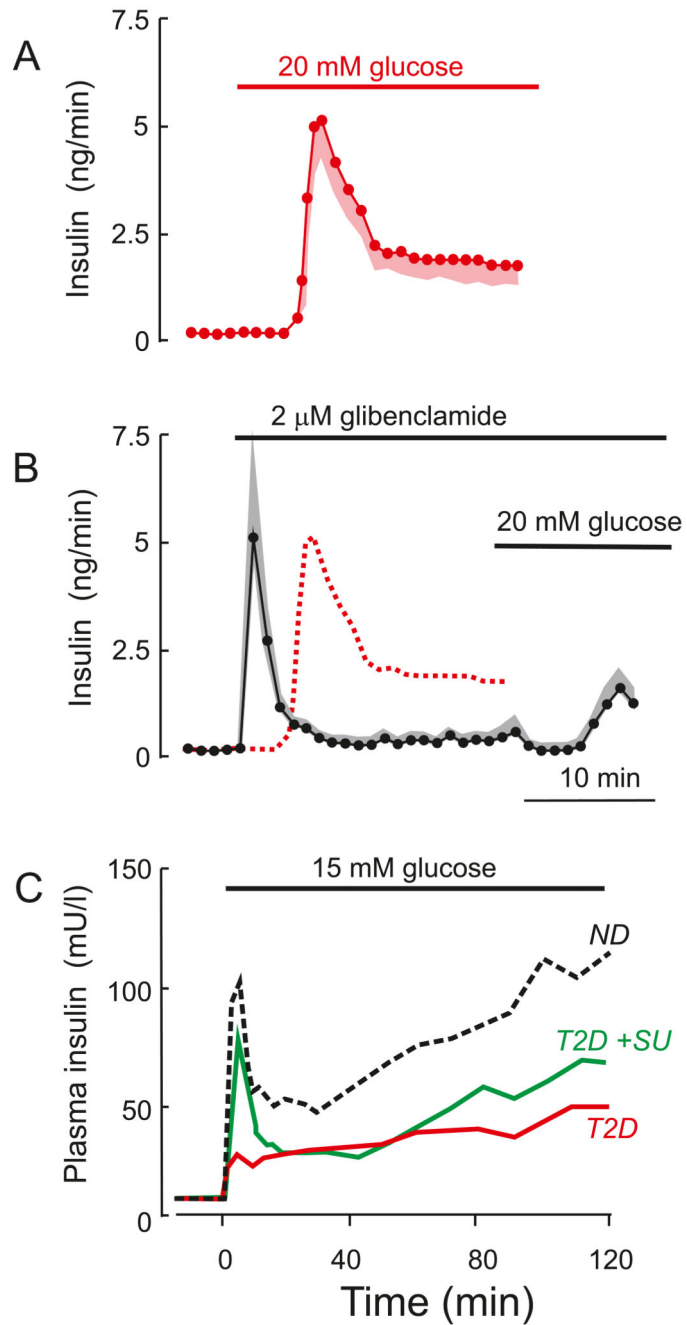 A
7.5
20 mM glucose
5
2.5
0
Insulin (ng/min)
B
7.5
2 μM glibenclamide
5
20 mM glucose
2.5
0
10 min
Insulin (ng/min)
C
150
15 mM glucose
ND
100
T2D +SU
50
T2D
0
Plasma insulin (mU/l)
0 40 80 120
Time (min)